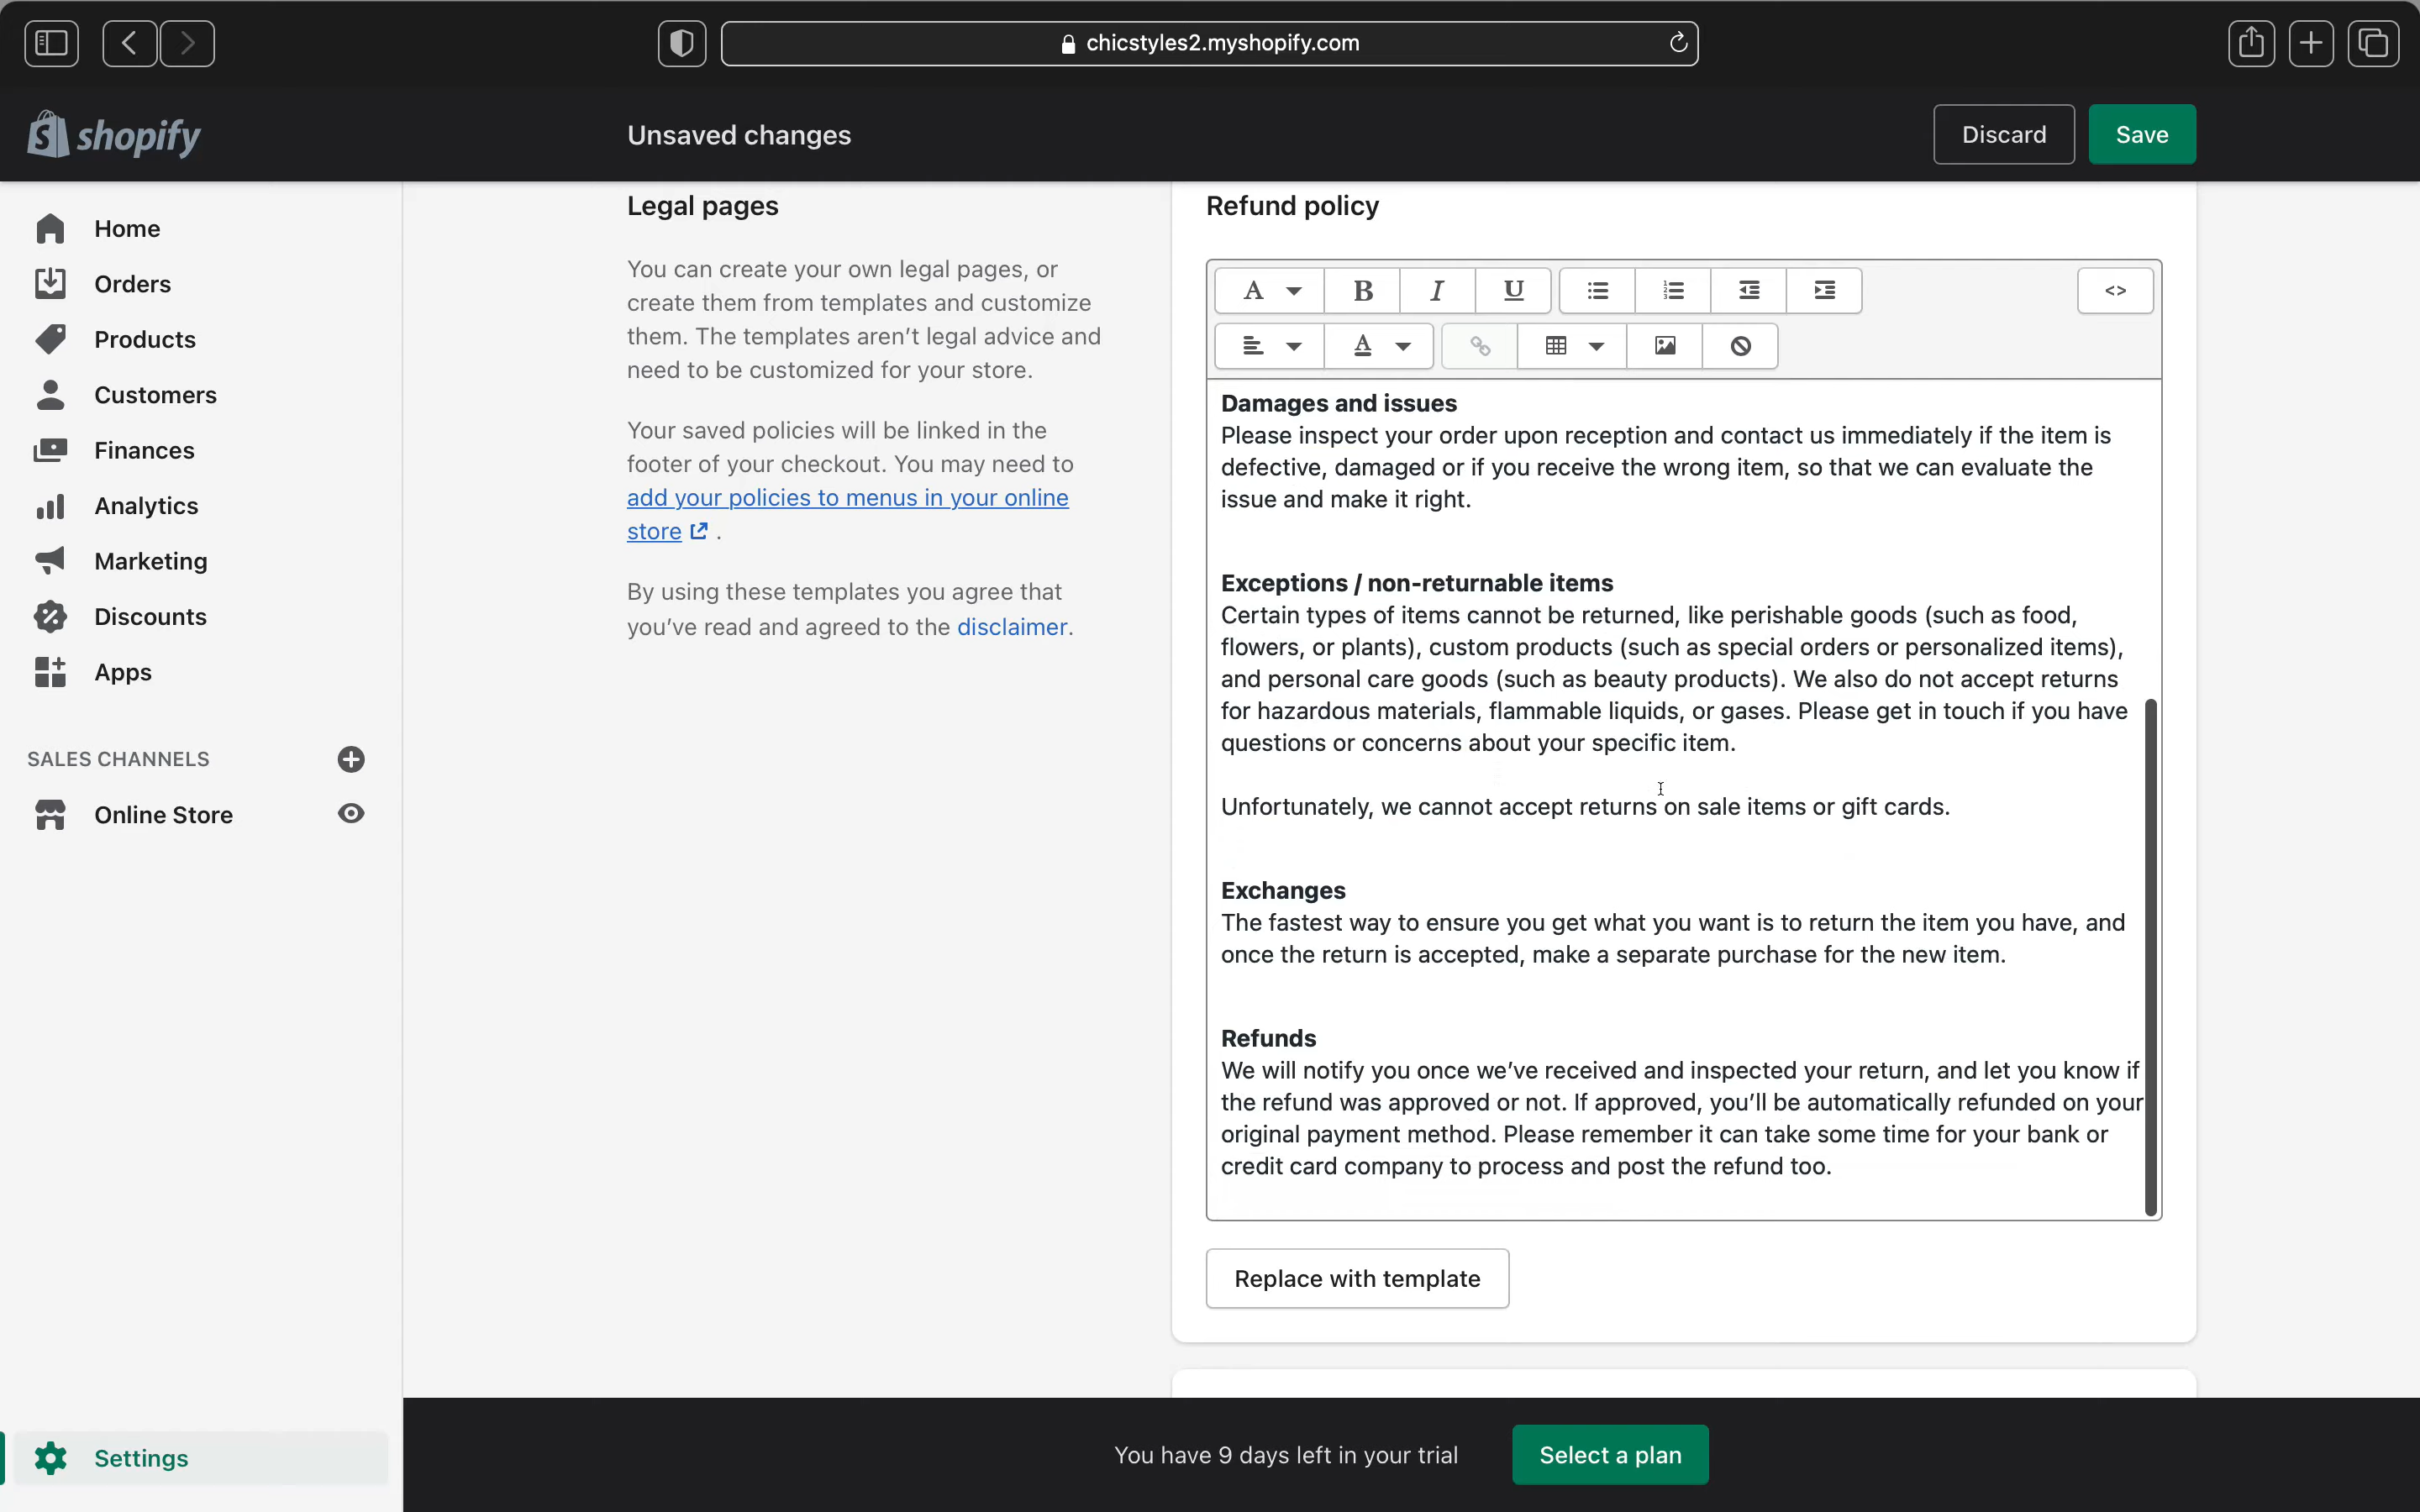 chicstyles2.myshopify.com
shopify
Unsaved changes
Discard
Save
Home
Orders
Products
Customers
Finances
Analytics
Marketing
Discounts
Apps
SALES CHANNELS
Online Store
Settings
Legal pages
You can create your own legal pages, or
create them from templates and customize
them. The templates aren't legal advice and
need to be customized for your store.
Your saved policies will be linked in the
footer of your checkout. You may need to
add your policies to menus in your online
store .
By using these templates you agree that
you've read and agreed to the disclaimer.
Refund policy
A B I U <>
A
Damages and issues
Please inspect your order upon reception and contact us immediately if the item is
defective, damaged or if you receive the wrong item, so that we can evaluate the
issue and make it right.
Exceptions / non-returnable items
Certain types of items cannot be returned, like perishable goods (such as food,
flowers, or plants), custom products (such as special orders or personalized items),
and personal care goods (such as beauty products). We also do not accept returns
for hazardous materials, flammable liquids, or gases. Please get in touch if you have
questions or concerns about your specific item.
Unfortunately, we cannot accept returns on sale items or gift cards.
Exchanges
The fastest way to ensure you get what you want is to return the item you have, and
once the return is accepted, make a separate purchase for the new item.
Refunds
We will notify you once we've received and inspected your return, and let you know if
the refund was approved or not. If approved, you'll be automatically refunded on your
original payment method. Please remember it can take some time for your bank or
credit card company to process and post the refund too.
Replace with template
You have 9 days left in your trial
Select a plan